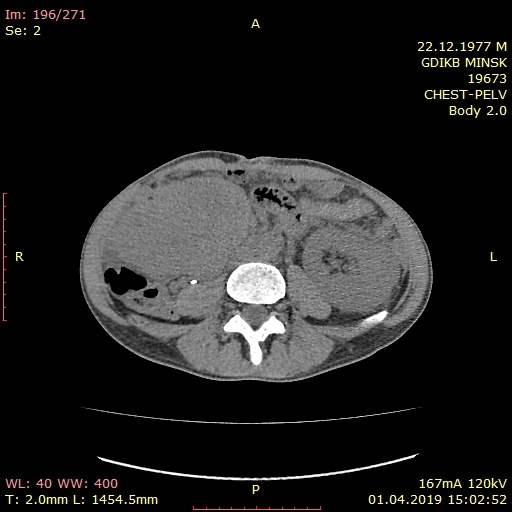 Im: 196/271
Se: 2
A
22.12.1977 M
GDIKB MINSK
19673
CHEST-PELV
Body 2.0
R
L
WL: 40 WW: 400
T: 2.0mm L: 1454.5mm
P
167mA 120kV
01.04.2019 15:02:52